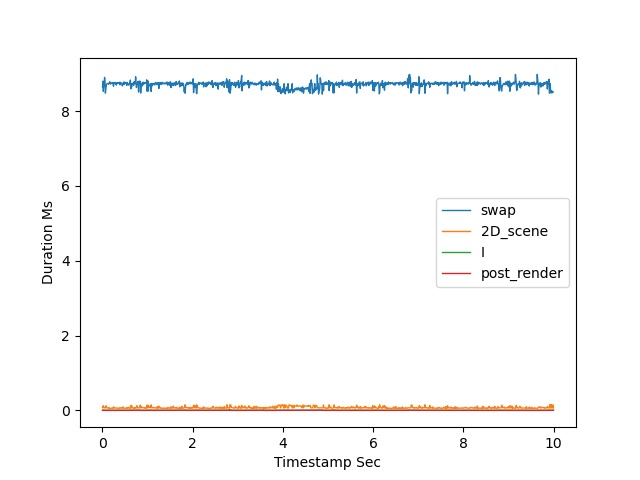 8
6
4
2
0
Duration Ms
swap
2D_scene
I
post_render
0
2
4
6
8
10
Timestamp Sec